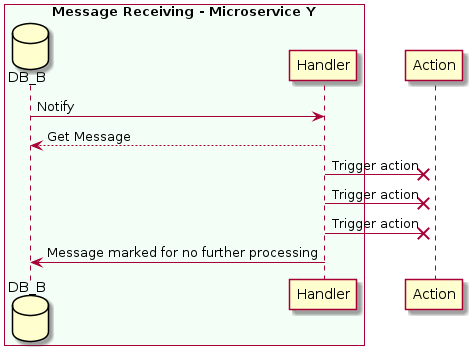 Message Receiving - Microservice Y
DB_B
Handler
Action
Notify
Get Message
Trigger action
Trigger action
Trigger action
Message marked for no further processing
DB_B
Handler
Action